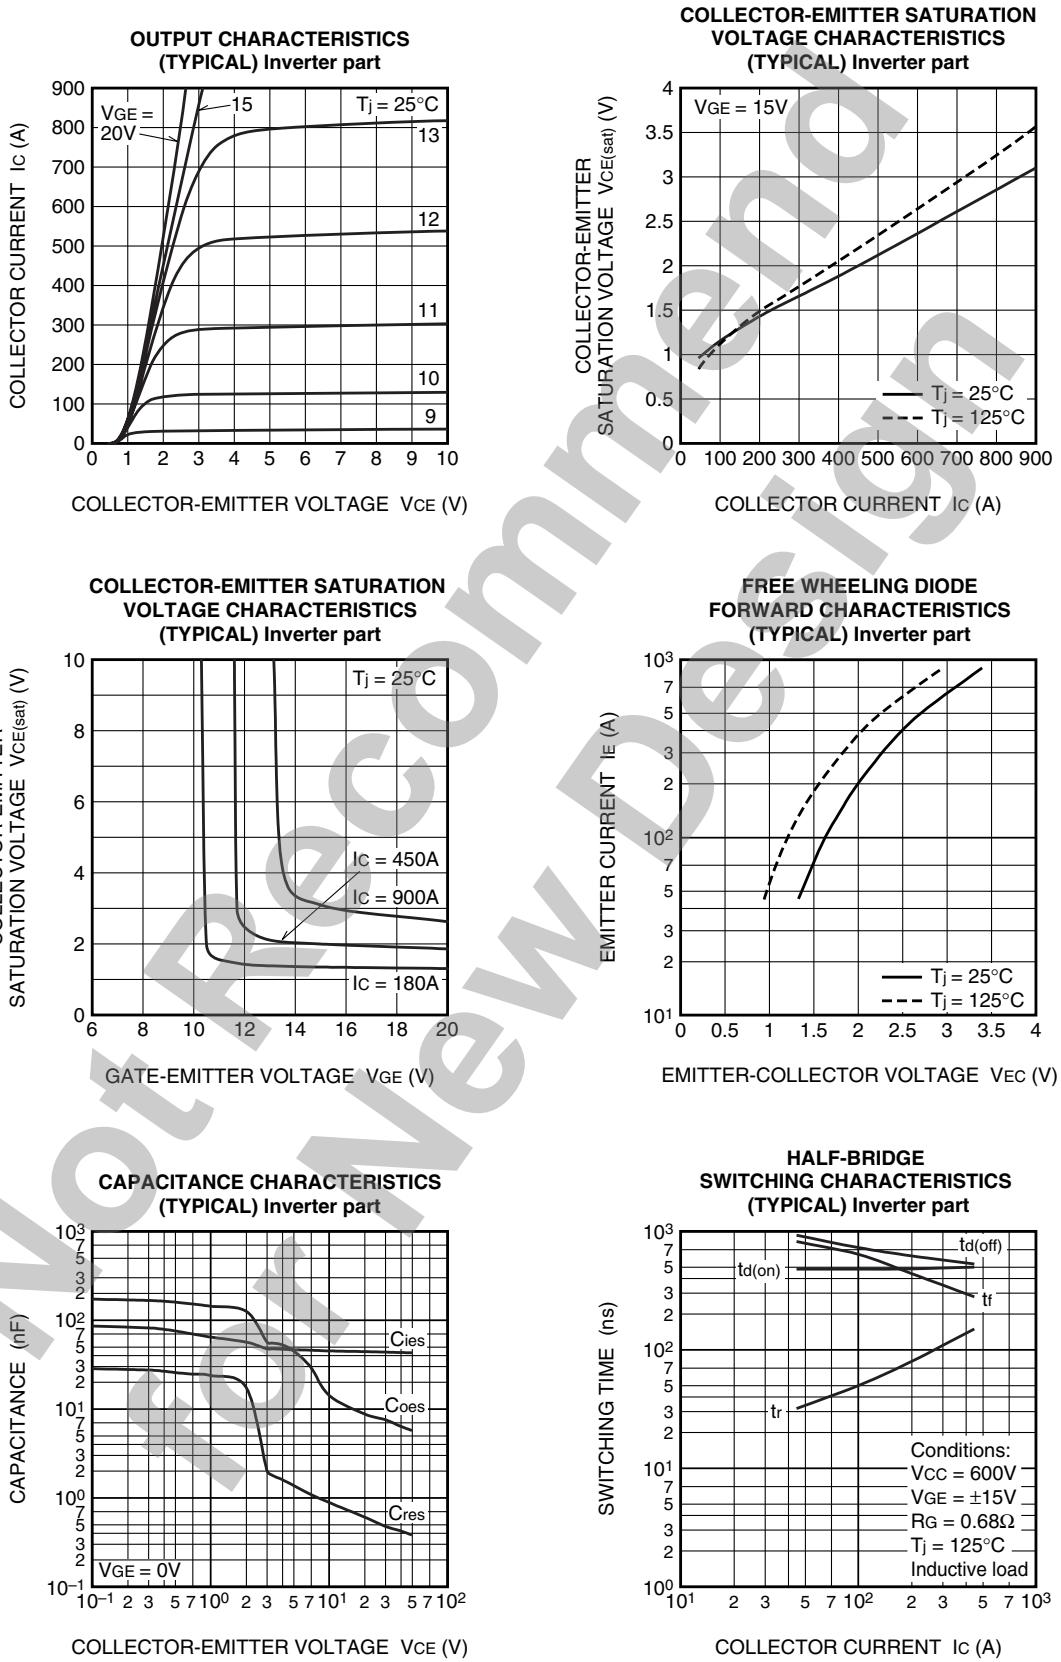 OUTPUT CHARACTERISTICS
(TYPICAL) Inverter part
COLLECTOR CURRENT IC (A)
900
800
700
600
500
400
300
200
100
0
VGE =
20V
15
Tj = 25°C
13
12
11
10
9
0 1 2 3 4 5 6 7 8 9 10
COLLECTOR-EMITTER VOLTAGE VCE (V)
COLLECTOR-EMITTER SATURATION
VOLTAGE CHARACTERISTICS
(TYPICAL) Inverter part
COLLECTOR-EMITTER
SATURATION VOLTAGE VCE(sat) (V)
4
3.5
3
2.5
2
1.5
1
0.5
0
VGE = 15V
Tj = 25°C
Tj = 125°C
0 100 200 300 400 500 600 700 800 900
COLLECTOR CURRENT IC (A)
COLLECTOR-EMITTER SATURATION
VOLTAGE CHARACTERISTICS
(TYPICAL) Inverter part
SATURATION VOLTAGE VCE(sat) (V)
10
8
6
4
2
0
Tj = 25°C
IC = 450A
IC = 900A
IC = 180A
6 8 10 12 14 16 18 20
GATE-EMITTER VOLTAGE VGE (V)
FREE WHEELING DIODE
FORWARD CHARACTERISTICS
(TYPICAL) Inverter part
EMITTER CURRENT IE (A)
10³
7
5
3
2
10²
7
5
3
2
10¹
Tj = 25°C
Tj = 125°C
0 0.5 1 1.5 2 2.5 3 3.5 4
EMITTER-COLLECTOR VOLTAGE VEC (V)
CAPACITANCE CHARACTERISTICS
(TYPICAL) Inverter part
CAPACITANCE (nF)
10³
7
5
3
2
10²
7
5
3
2
10¹
7
5
3
2
10⁰
7
5
3
2
10⁻¹
Cies
Coes
Cres
VGE = 0V
10⁻¹ 2 3 5 7 10⁰ 2 3 5 7 10¹ 2 3 5 7 10²
COLLECTOR-EMITTER VOLTAGE VCE (V)
HALF-BRIDGE
SWITCHING CHARACTERISTICS
(TYPICAL) Inverter part
SWITCHING TIME (ns)
10³
7
5
3
2
10²
7
5
3
2
10¹
7
5
3
2
10⁰
td(off)
td(on)
tf
tr
Conditions:
VCC = 600V
VGE = ±15V
RG = 0.68Ω
Tj = 125°C
Inductive load
10¹ 2 3 5 7 10² 2 3 5 7 10³
COLLECTOR CURRENT IC (A)
Not Recommend
for New Design